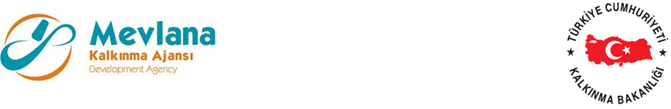 Mevlana
Kalkınma Ajansı
Development Agency
TÜRKİYE CUMHURİYETİ
KALKINMA BAKANLIĞI